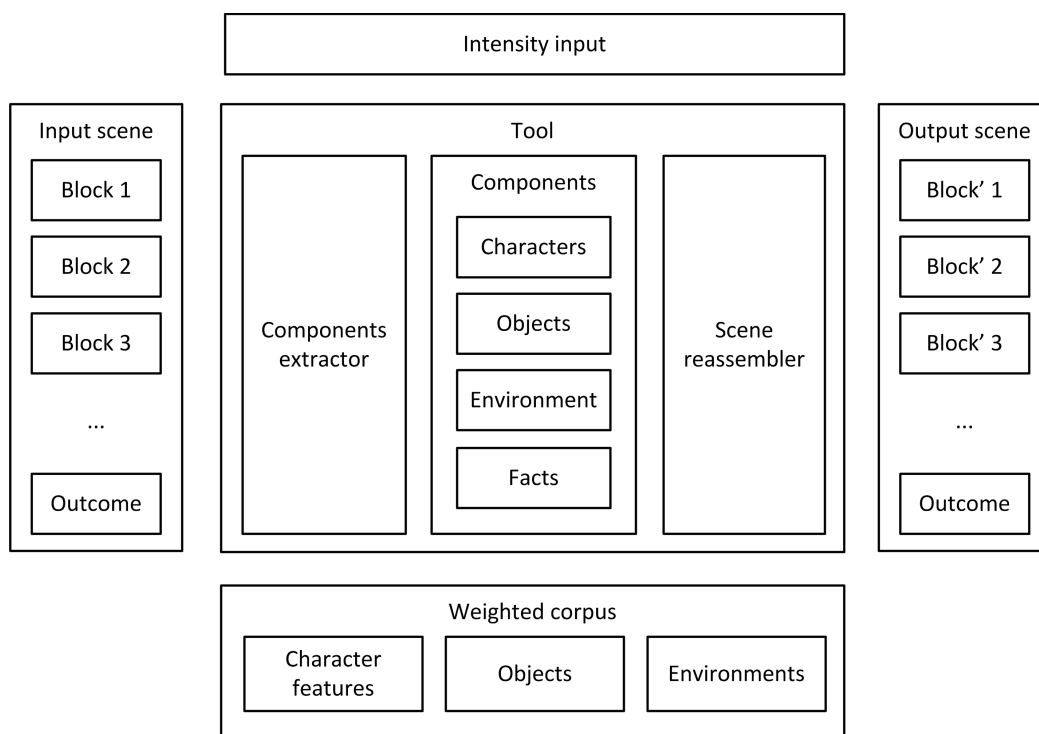 Intensity input
Input scene
Block 1
Block 2
Block 3
...
Outcome
Tool
Components
extractor
Components
Characters
Objects
Environment
Facts
Scene
reassembler
Output scene
Block’ 1
Block’ 2
Block’ 3
...
Outcome
Weighted corpus
Character
features
Objects
Environments